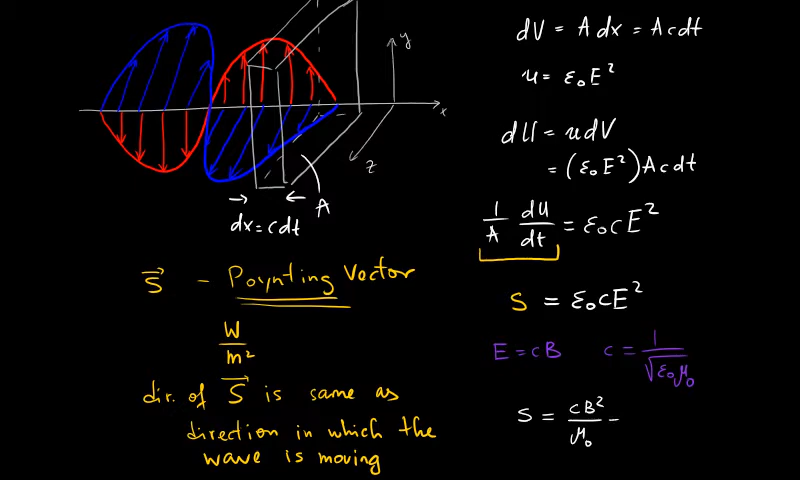 y
x
z
A
dx = cdt
S⃗ - Poynting Vector
W/m²
dir. of S⃗ is same as
direction in which the
wave is moving
dV = A dx = A c dt
u = ε₀E²
dU = u dV
= (ε₀E²) A c dt
1/A dU/dt = ε₀cE²
S = ε₀cE²
E = cB c = 1/√ε₀μ₀
S = cB²/μ₀ –